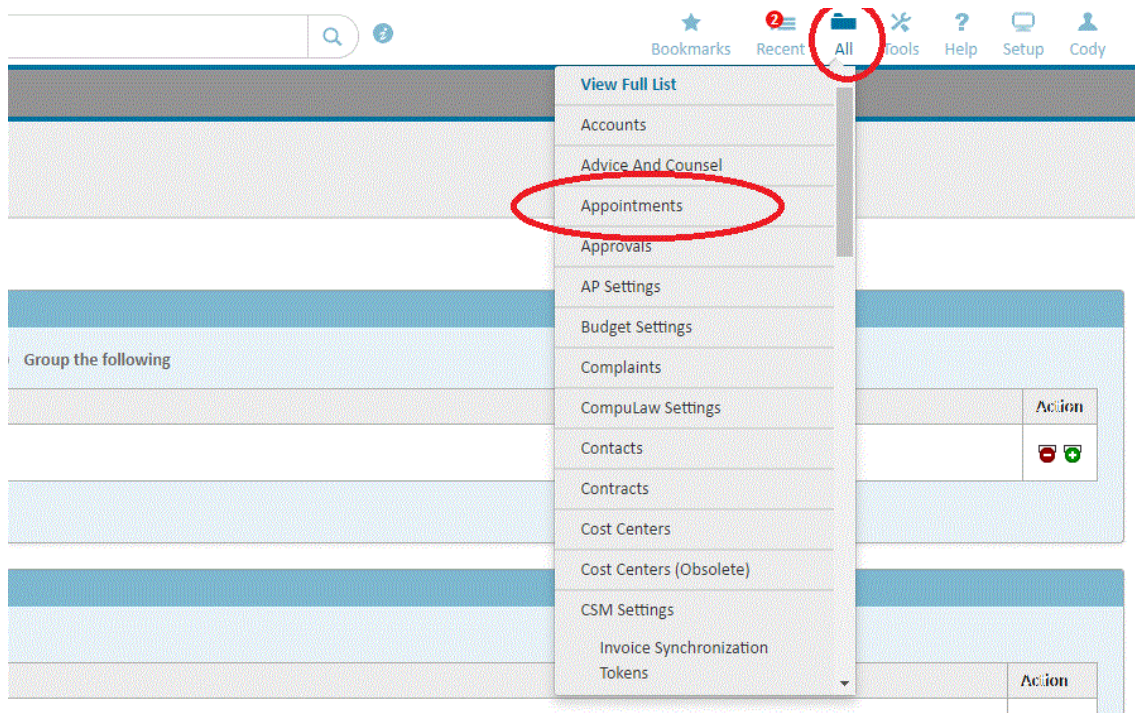 2
Bookmarks Recent All Tools Help Setup Cody
View Full List
Accounts
Advice And Counsel
Appointments
Approvals
AP Settings
Budget Settings
Group the following
Complaints
CompuLaw Settings
Action
Contacts
Contracts
Cost Centers
Cost Centers (Obsolete)
CSM Settings
Invoice Synchronization
Tokens
Action